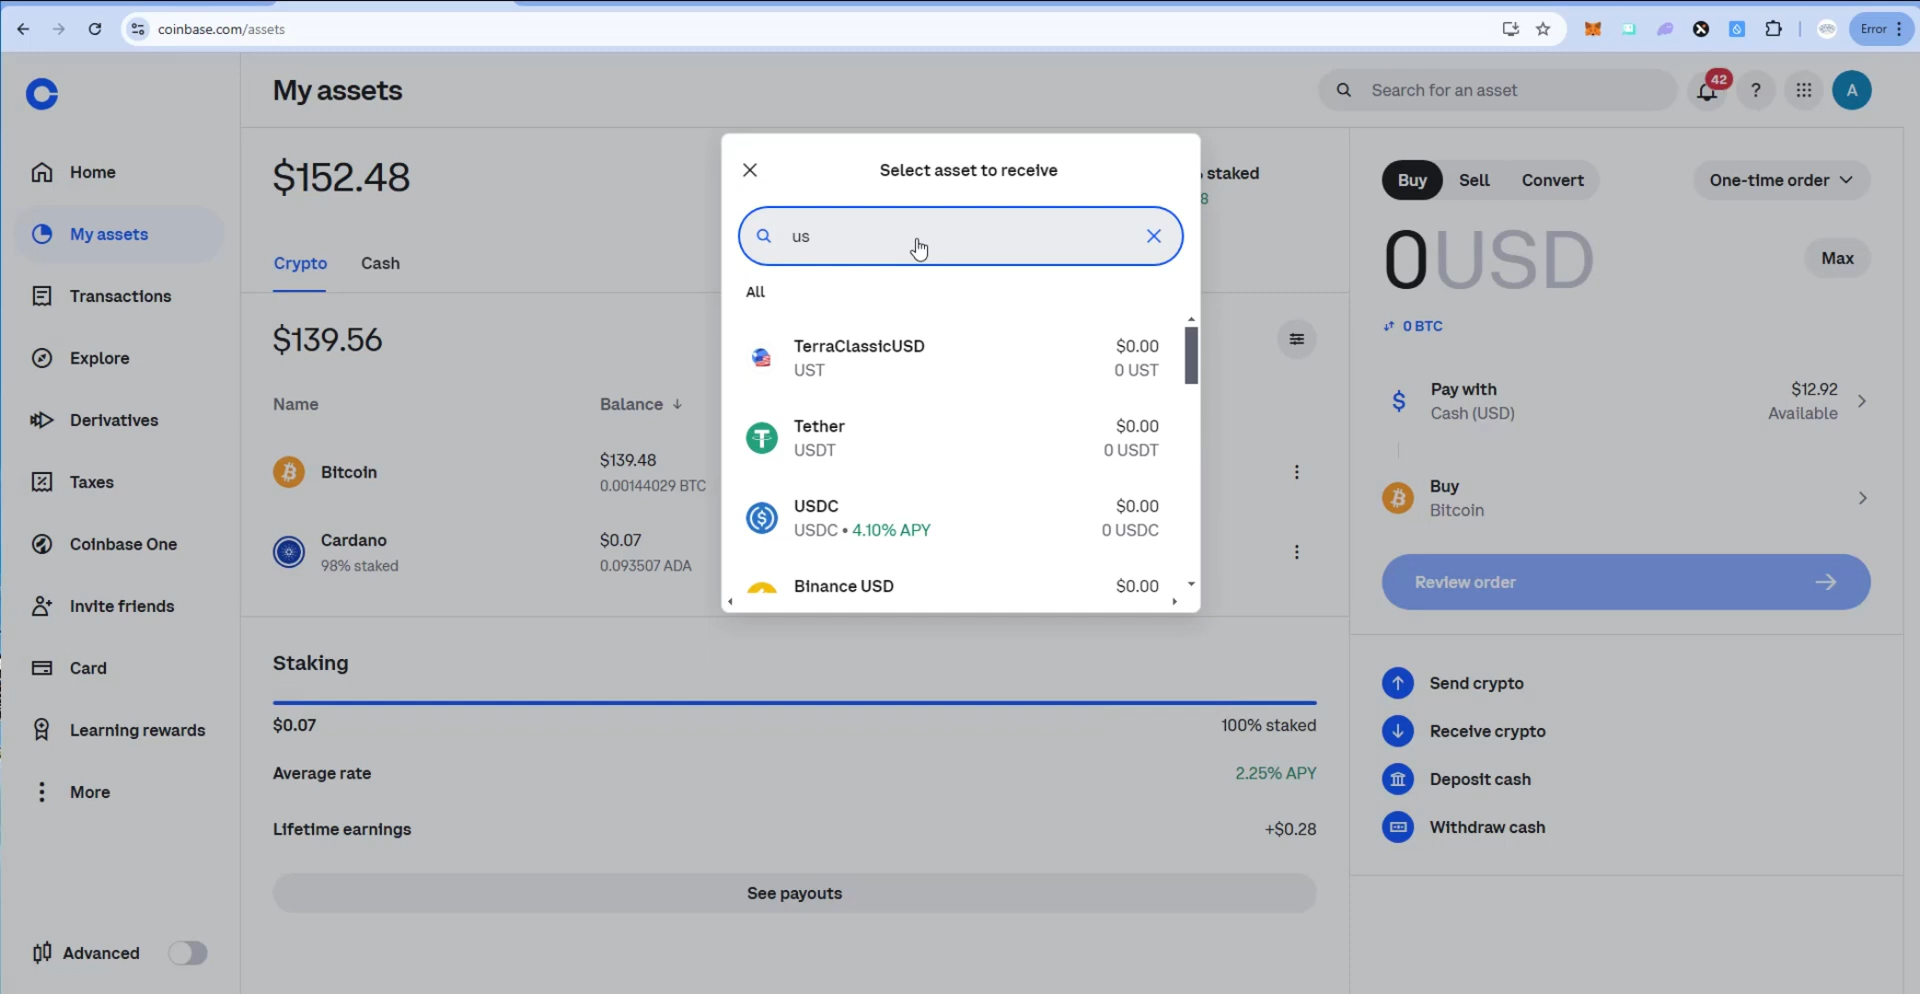 coinbase.com/assets
Error
Home
My assets
Transactions
Explore
Derivatives
Taxes
Coinbase One
Invite friends
Card
Learning rewards
More
Advanced
My assets
Search for an asset
42
?
A
$152.48
staked
8
Crypto
Cash
$139.56
Name
Balance ↓
Bitcoin
$139.48
0.00144029 BTC
Cardano
98% staked
$0.07
0.093507 ADA
Staking
$0.07
100% staked
Average rate
2.25% APY
Lifetime earnings
+$0.28
See payouts
Select asset to receive
us
All
TerraClassicUSD
UST
$0.00
0 UST
Tether
USDT
$0.00
0 USDT
USDC
USDC • 4.10% APY
$0.00
0 USDC
Binance USD
$0.00
Buy
Sell
Convert
One-time order
0USD
Max
0 BTC
Pay with
Cash (USD)
$12.92
Available
Buy
Bitcoin
Review order
Send crypto
Receive crypto
Deposit cash
Withdraw cash